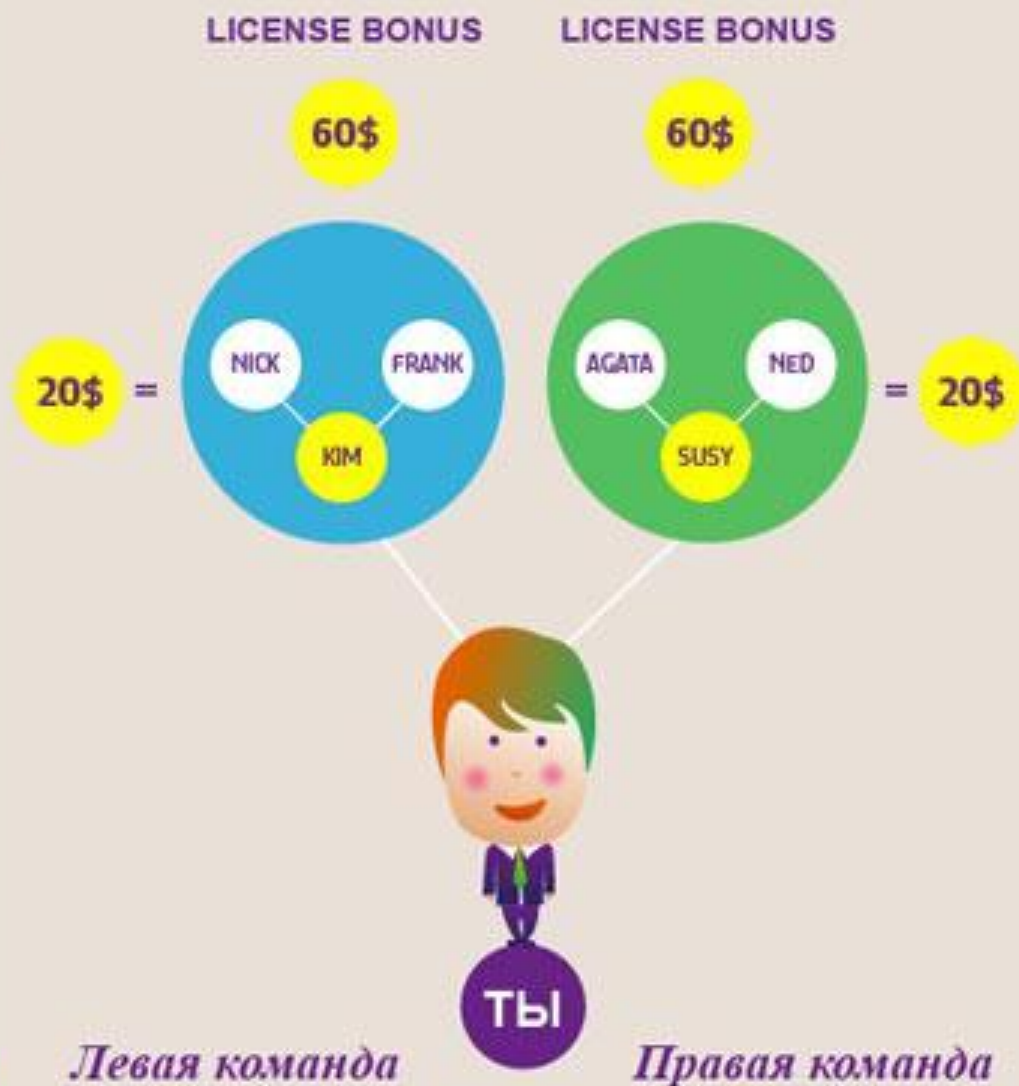 LICENSE BONUS LICENSE BONUS
60$ 60$
NICK FRANK AGATA NED
20$ = = 20$
KIM SUSY
ТЫ
Левая команда Правая команда